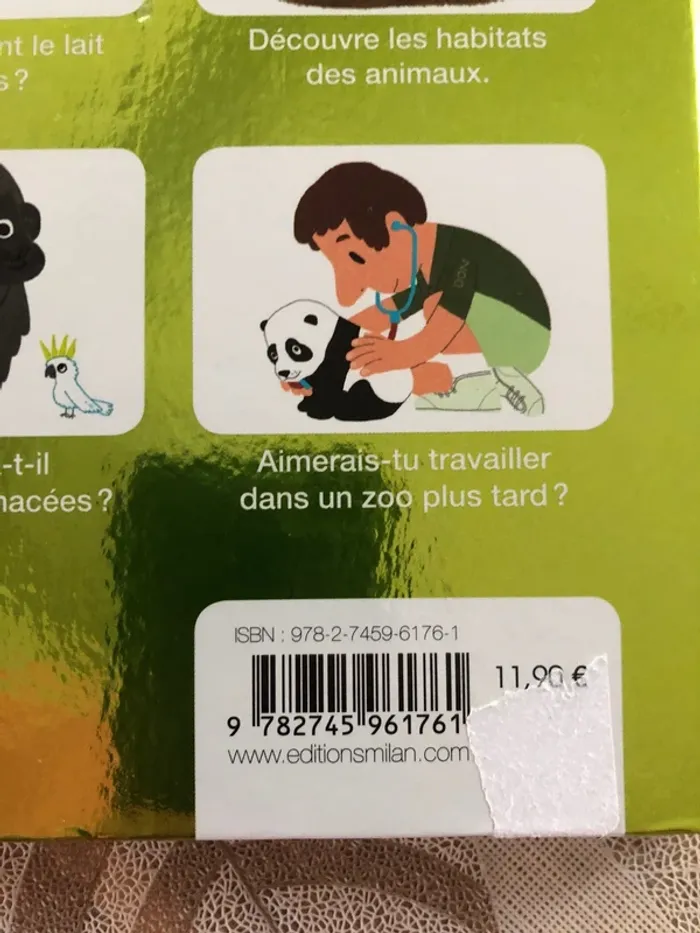 nt le lait
s ?
Découvre les habitats
des animaux.
-t-il
nacées ?
Aimerais-tu travailler
dans un zoo plus tard ?
ISBN : 978-2-7459-6176-1
11,90 €
9 782745 961761
www.editionsmilan.com